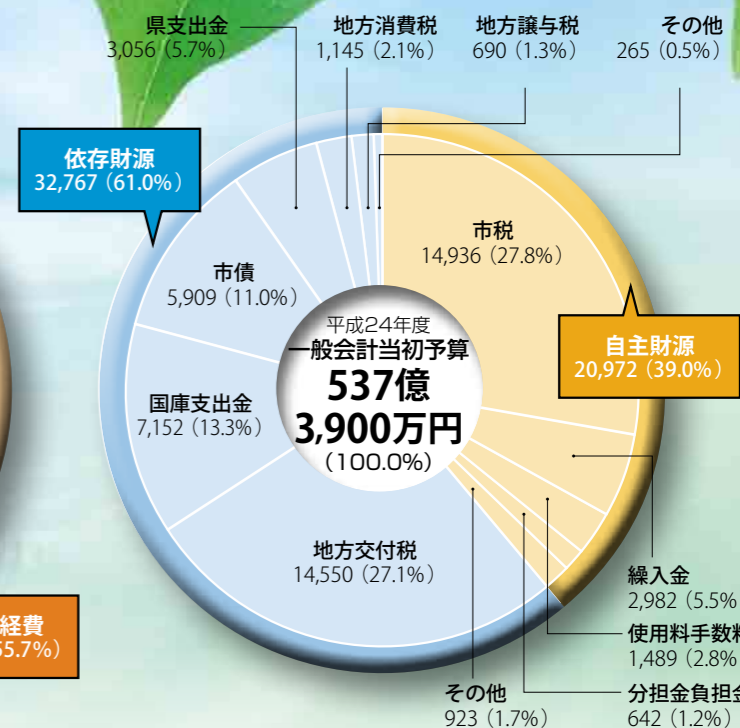 県支出金
3,056（5.7%）
地方消費税
1,145（2.1%）
地方譲与税
690（1.3%）
その他
265（0.5%）
依存財源
32,767（61.0%）
市税
14,936（27.8%）
市債
5,909（11.0%）
平成24年度
一般会計当初予算
537億
3,900万円
（100.0%）
自主財源
20,972（39.0%）
国庫支出金
7,152（13.3%）
地方交付税
14,550（27.1%）
繰入金
2,982（5.5%
使用料手数料
1,489（2.8%
分担金負担金
642（1.2%）
その他
923（1.7%）
経費
55.7%）